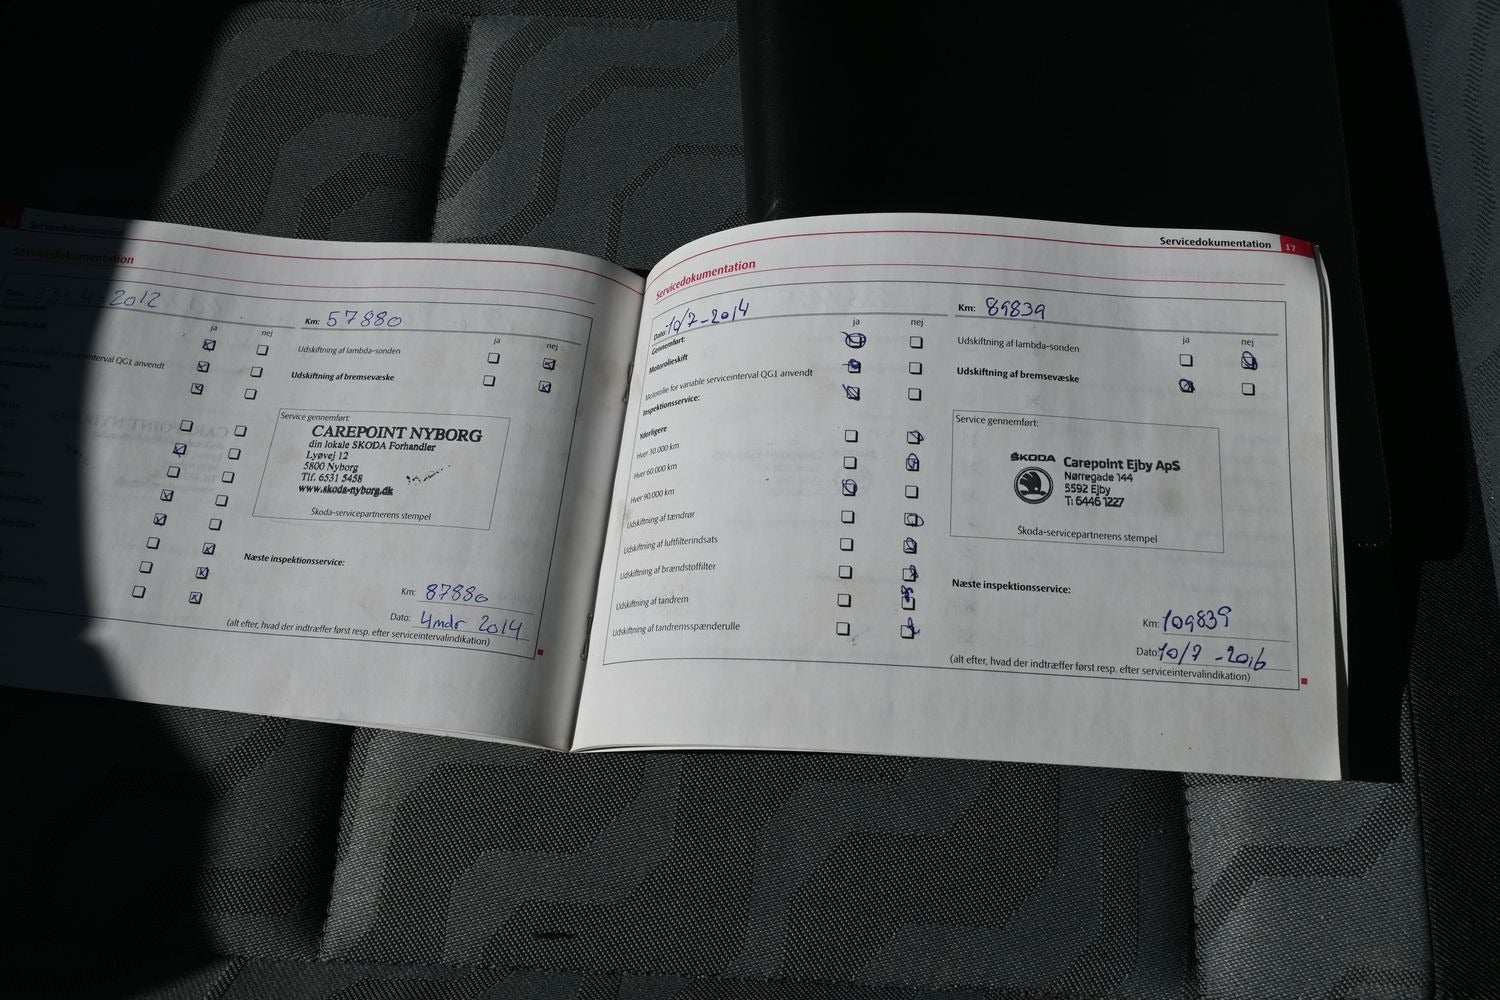 Servicedokumentation
Servicedokumentation
23-4-2012
Km: 57880
ja nej
ja nej
Udskiftning af lambda-sonden
Udskiftning af bremsevæske
QG1 anvendt
Service gennemført:
CAREPOINT NYBORG
din lokale SKODA Forhandler
Lyøvej 12
5800 Nyborg
Tlf. 6531 5458
www.skoda-nyborg.dk
Škoda-servicepartnerens stempel
Næste inspektionsservice:
Km: 87880
Dato: 4mdr 2014
(alt efter, hvad der indtræffer først resp. efter serviceintervalindikation)
Servicedokumentation 17
Servicedokumentation
Dato: 10/7-2014
Km: 89839
ja nej
ja nej
Gennemført:
Motorolieskift
Motorolie for variable serviceinterval QG1 anvendt
Inspektionsservice:
Yderligere
Hver 30.000 km
Hver 60.000 km
Hver 90.000 km
Udskiftning af tændrør
Udskiftning af luftfilterindsats
Udskiftning af brændstoffilter
Udskiftning af tandrem
Udskiftning af tandremsspænderulle
Udskiftning af lambda-sonden
Udskiftning af bremsevæske
Service gennemført:
ŠKODA Carepoint Ejby ApS
Nørregade 144
5592 Ejby
T: 6446 1227
Škoda-servicepartnerens stempel
Næste inspektionsservice:
Km: 109839
Dato: 10/7-2016
(alt efter, hvad der indtræffer først resp. efter serviceintervalindikation)